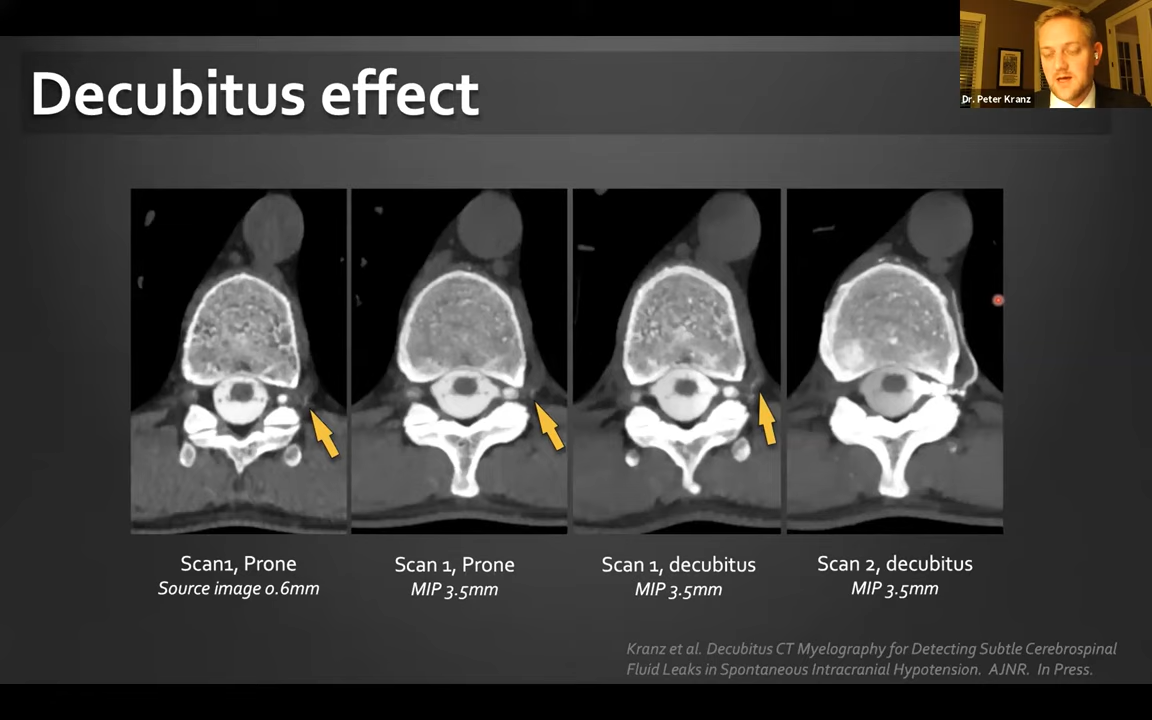 Decubitus effect
Dr. Peter Kranz
Scan1, Prone
Source image 0.6mm
Scan 1, Prone
MIP 3.5mm
Scan 1, decubitus
MIP 3.5mm
Scan 2, decubitus
MIP 3.5mm
Kranz et al. Decubitus CT Myelography for Detecting Subtle Cerebrospinal
Fluid Leaks in Spontaneous Intracranial Hypotension. AJNR. In Press.